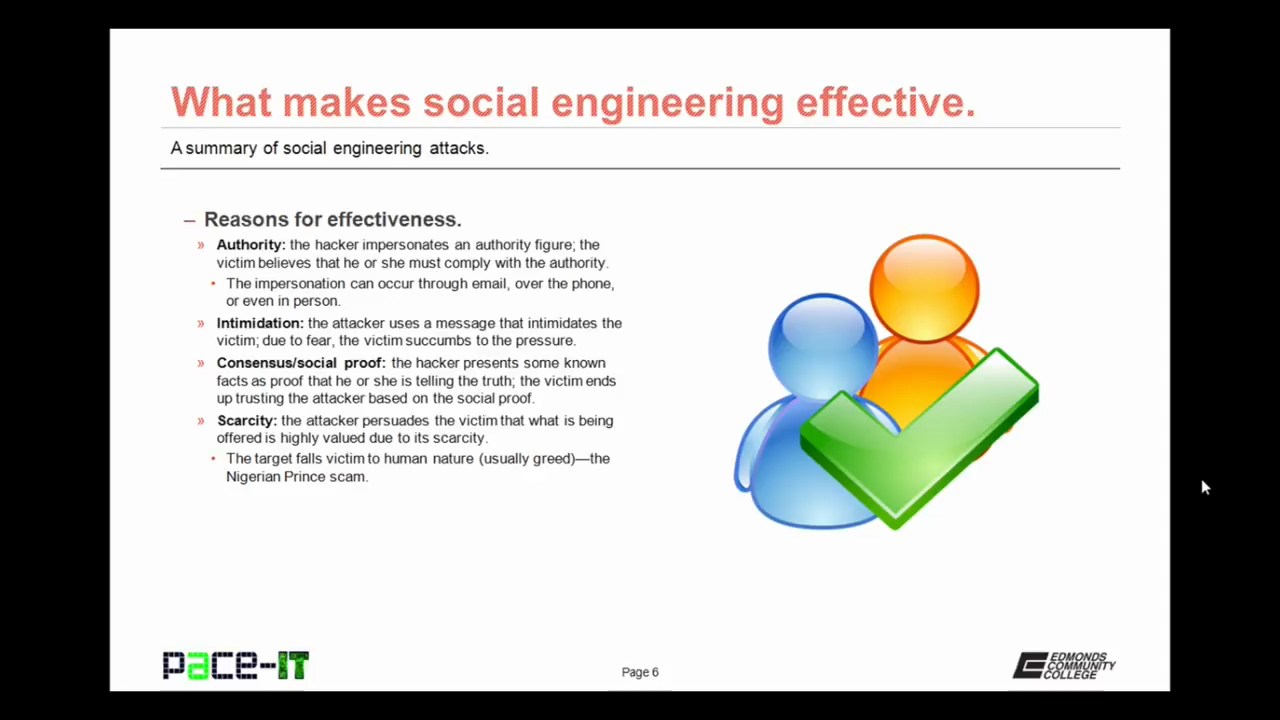 What makes social engineering effective.
A summary of social engineering attacks.
– Reasons for effectiveness.
» Authority: the hacker impersonates an authority figure; the
victim believes that he or she must comply with the authority.
• The impersonation can occur through email, over the phone,
or even in person.
» Intimidation: the attacker uses a message that intimidates the
victim; due to fear, the victim succumbs to the pressure.
» Consensus/social proof: the hacker presents some known
facts as proof that he or she is telling the truth; the victim ends
up trusting the attacker based on the social proof.
» Scarcity: the attacker persuades the victim that what is being
offered is highly valued due to its scarcity.
• The target falls victim to human nature (usually greed)—the
Nigerian Prince scam.
pace-IT
Page 6
EDMONDS
COMMUNITY
COLLEGE